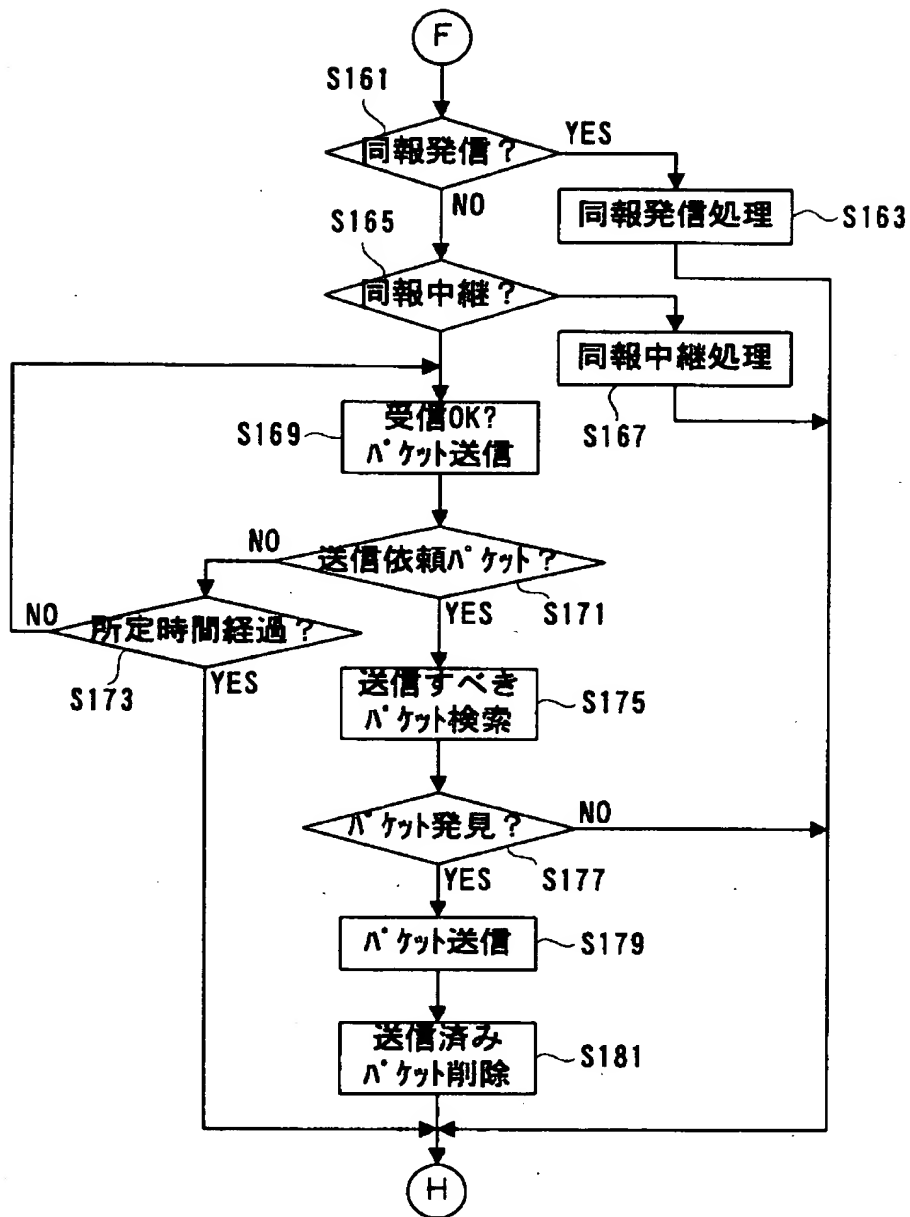 F
S161
同報発信?
YES
NO
同報発信処理
S163
S165
同報中継?
同報中継処理
S167
S169
受信OK?
パケット送信
NO
送信依頼パケット?
S171
YES
NO
所定時間経過?
S173
YES
送信すべき
パケット検索
S175
パケット発見?
NO
S177
YES
パケット送信
S179
送信済み
パケット削除
S181
H